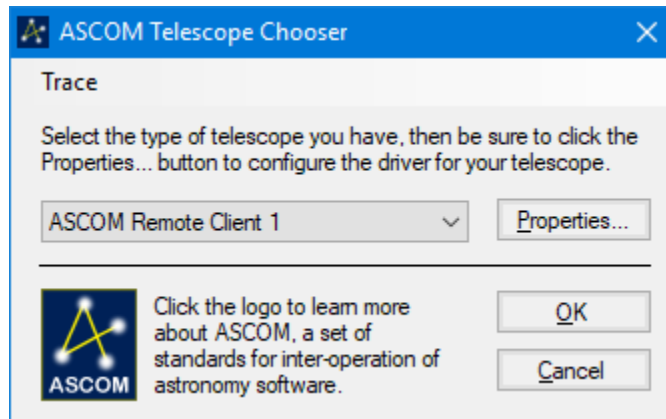 ASCOM Telescope Chooser
Trace
Select the type of telescope you have, then be sure to click the
Properties... button to configure the driver for your telescope.
ASCOM Remote Client 1
Properties...
Click the logo to learn more
about ASCOM, a set of
standards for inter-operation of
astronomy software.
ASCOM
OK
Cancel